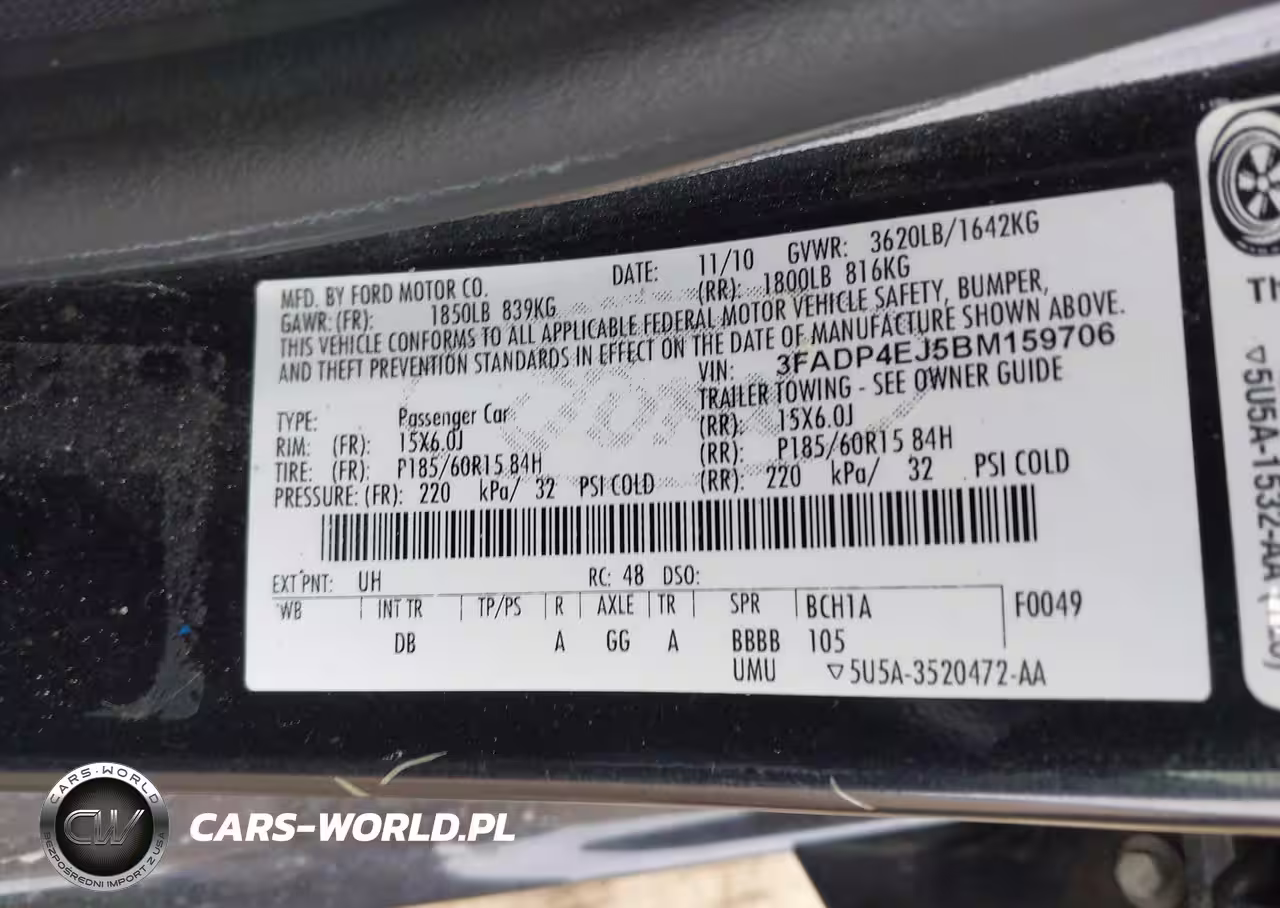 MFD. BY FORD MOTOR CO. DATE: 11/10 GVWR: 3620LB/1642KG
GAWR: (FR): 1850LB 839KG (RR): 1800LB 816KG
THIS VEHICLE CONFORMS TO ALL APPLICABLE FEDERAL MOTOR VEHICLE SAFETY, BUMPER,
AND THEFT PREVENTION STANDARDS IN EFFECT ON THE DATE OF MANUFACTURE SHOWN ABOVE.
VIN: 3FADP4EJ5BM159706
TYPE: Passenger Car TRAILER TOWING - SEE OWNER GUIDE
RIM: (FR): 15X6.0J (RR): 15X6.0J
TIRE: (FR): P185/60R15 84H (RR): P185/60R15 84H
PRESSURE: (FR): 220 kPa/ 32 PSI COLD (RR): 220 kPa/ 32 PSI COLD
EXT PNT: UH RC: 48 DSO:
WB INT TR TP/PS R AXLE TR SPR BCH1A F0049
DB A GG A BBBB 105
UMU ▽5U5A-3520472-AA
▽5U5A-1532-AA
CARS-WORLD
CW
BEZPOŚREDNI IMPORT Z USA
CARS-WORLD.PL